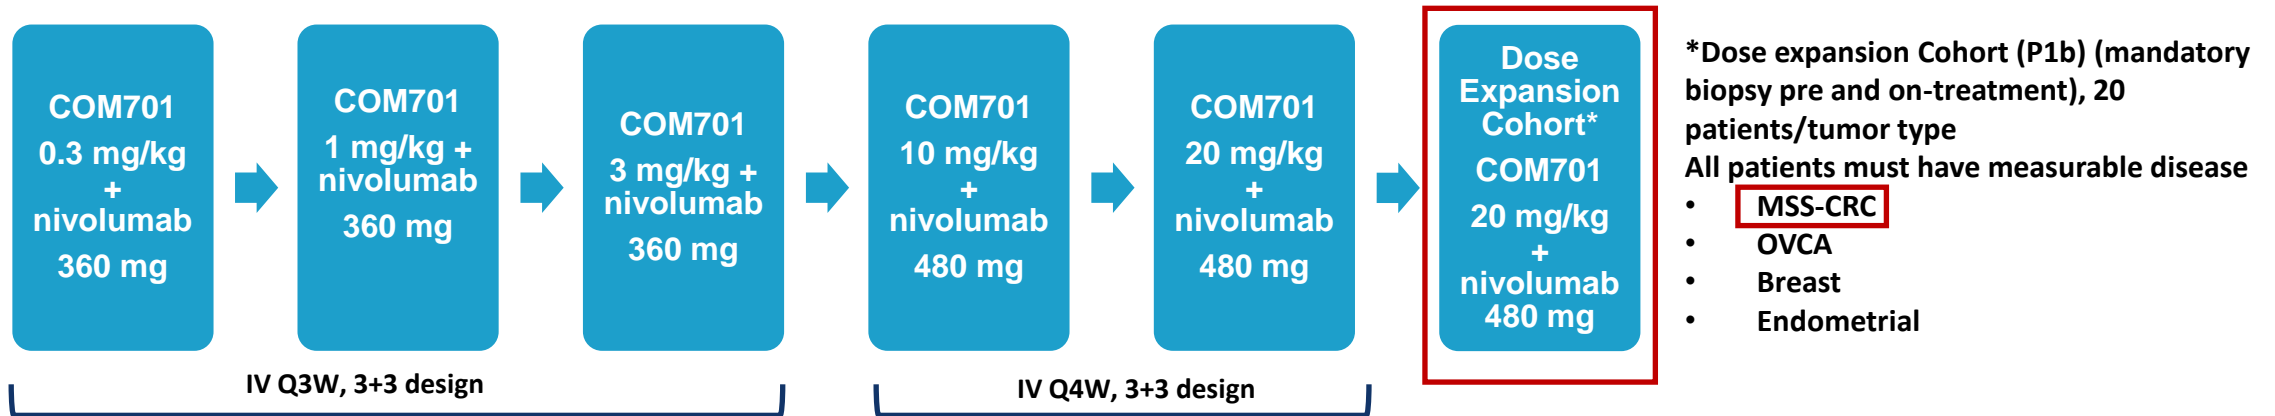 COM701
0.3 mg/kg
+
nivolumab
360 mg
COM701
1 mg/kg +
nivolumab
360 mg
COM701
3 mg/kg +
nivolumab
360 mg
COM701
10 mg/kg
+
nivolumab
480 mg
COM701
20 mg/kg
+
nivolumab
480 mg
Dose
Expansion
Cohort*
COM701
20 mg/kg
+
nivolumab
480 mg
*Dose expansion Cohort (P1b) (mandatory
biopsy pre and on-treatment), 20
patients/tumor type
All patients must have measurable disease
• MSS-CRC
• OVCA
• Breast
• Endometrial
IV Q3W, 3+3 design
IV Q4W, 3+3 design